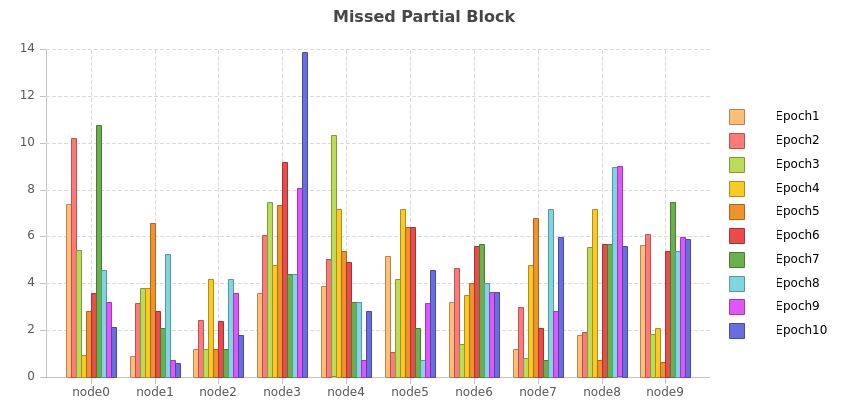 Missed Partial Block
14
12
10
8
6
4
2
0
node0 node1 node2 node3 node4 node5 node6 node7 node8 node9
Epoch1
Epoch2
Epoch3
Epoch4
Epoch5
Epoch6
Epoch7
Epoch8
Epoch9
Epoch10